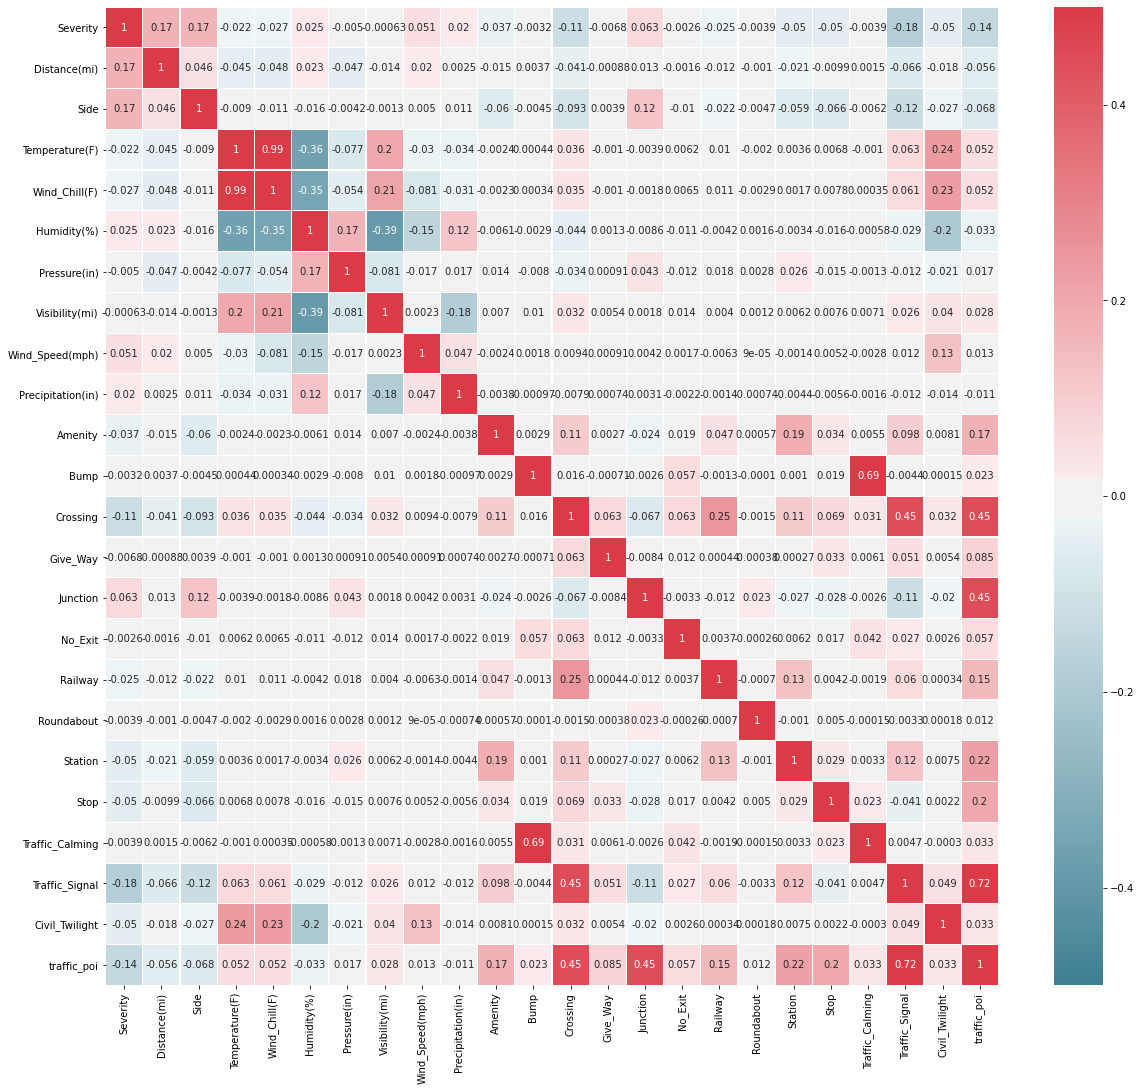 Severity 1 0.17 0.17 -0.022 -0.027 0.025 -0.005 -0.00063 0.051 0.02 -0.037 -0.0032 -0.11 -0.0068 0.063 -0.0026 -0.025 -0.0039 -0.05 -0.05 -0.0039 -0.18 -0.05 -0.14
Distance(mi) 0.17 1 0.046 -0.045 -0.048 0.023 -0.047 -0.014 0.02 0.0025 -0.015 0.0037 -0.041 -0.00088 0.013 -0.0016 -0.012 -0.001 -0.021 -0.0099 0.0015 -0.066 -0.018 -0.056
Side 0.17 0.046 1 -0.009 -0.011 -0.016 -0.0042 -0.0013 0.005 0.011 -0.06 -0.0045 -0.093 0.0039 0.12 -0.01 -0.022 -0.0047 -0.059 -0.066 -0.0062 -0.12 -0.027 -0.068
Temperature(F) -0.022 -0.045 -0.009 1 0.99 -0.36 -0.077 0.2 -0.03 -0.034 -0.0024 0.00044 0.036 -0.001 -0.0039 0.0062 0.01 -0.002 0.0036 0.0068 -0.001 0.063 0.24 0.052
Wind_Chill(F) -0.027 -0.048 -0.011 0.99 1 -0.35 -0.054 0.21 -0.081 -0.031 -0.0023 0.00034 0.035 -0.001 -0.0018 0.0065 0.011 -0.0029 0.0017 0.0078 0.00035 0.061 0.23 0.052
Humidity(%) 0.025 0.023 -0.016 -0.36 -0.35 1 0.17 -0.39 -0.15 0.12 -0.0061 -0.0029 -0.044 0.0013 -0.0086 -0.011 -0.0042 0.0016 -0.0034 -0.016 -0.00058 -0.029 -0.2 -0.033
Pressure(in) -0.005 -0.047 -0.0042 -0.077 -0.054 0.17 1 -0.081 -0.017 0.017 0.014 -0.008 -0.034 0.00091 0.043 -0.012 0.018 0.0028 0.026 -0.015 -0.0013 -0.012 -0.021 0.017
Visibility(mi) -0.00063 -0.014 -0.0013 0.2 0.21 -0.39 -0.081 1 0.0023 -0.18 0.007 0.01 0.032 0.0054 0.0018 0.014 0.004 0.0012 0.0062 0.0076 0.0071 0.026 0.04 0.028
Wind_Speed(mph) 0.051 0.02 0.005 -0.03 -0.081 -0.15 -0.017 0.0023 1 0.047 -0.0024 0.0018 0.0094 0.00091 0.0042 0.0017 -0.0063 9e-05 -0.0014 0.0052 -0.0028 0.012 0.13 0.013
Precipitation(in) 0.02 0.0025 0.011 -0.034 -0.031 0.12 0.017 -0.18 0.047 1 -0.0038 -0.00097 -0.0079 -0.00074 0.0031 -0.0022 -0.0014 -0.00074 -0.0044 -0.0056 -0.0016 -0.012 -0.014 -0.011
Amenity -0.037 -0.015 -0.06 -0.0024 -0.0023 -0.0061 0.014 0.007 -0.0024 -0.0038 1 0.0029 0.11 0.0027 -0.024 0.019 0.047 0.00057 0.19 0.034 0.0055 0.098 0.0081 0.17
Bump -0.0032 0.0037 -0.0045 0.00044 0.00034 -0.0029 -0.008 0.01 0.0018 -0.00097 0.0029 1 0.016 -0.00071 -0.0026 0.057 -0.0013 -0.0001 0.001 0.019 0.69 -0.0044 0.00015 0.023
Crossing -0.11 -0.041 -0.093 0.036 0.035 -0.044 -0.034 0.032 0.0094 -0.0079 0.11 0.016 1 0.063 -0.067 0.063 0.25 -0.0015 0.11 0.069 0.031 0.45 0.032 0.45
Give_Way -0.0068 -0.00088 0.0039 -0.001 -0.001 0.0013 0.00091 0.0054 0.00091 -0.00074 0.0027 -0.00071 0.063 1 -0.0084 0.012 0.00044 -0.00038 0.00027 0.033 0.0061 0.051 0.0054 0.085
Junction 0.063 0.013 0.12 -0.0039 -0.0018 -0.0086 0.043 0.0018 0.0042 0.0031 -0.024 -0.0026 -0.067 -0.0084 1 -0.0033 -0.012 0.023 -0.027 -0.028 -0.0026 -0.11 -0.02 0.45
No_Exit -0.0026 -0.0016 -0.01 0.0062 0.0065 -0.011 -0.012 0.014 0.0017 -0.0022 0.019 0.057 0.063 0.012 -0.0033 1 0.0037 -0.00026 0.0062 0.017 0.042 0.027 0.0026 0.057
Railway -0.025 -0.012 -0.022 0.01 0.011 -0.0042 0.018 0.004 -0.0063 -0.0014 0.047 -0.0013 0.25 0.00044 -0.012 0.0037 1 -0.0007 0.13 0.0042 -0.0019 0.06 0.00034 0.15
Roundabout -0.0039 -0.001 -0.0047 -0.002 -0.0029 0.0016 0.0028 0.0012 9e-05 -0.00074 0.00057 -0.0001 -0.0015 -0.00038 0.023 -0.00026 -0.0007 1 -0.001 0.005 -0.00015 -0.0033 0.00018 0.012
Station -0.05 -0.021 -0.059 0.0036 0.0017 -0.0034 0.026 0.0062 -0.0014 -0.0044 0.19 0.001 0.11 0.00027 -0.027 0.0062 0.13 -0.001 1 0.029 0.0033 0.12 0.0075 0.22
Stop -0.05 -0.0099 -0.066 0.0068 0.0078 -0.016 -0.015 0.0076 0.0052 -0.0056 0.034 0.019 0.069 0.033 -0.028 0.017 0.0042 0.005 0.029 1 0.023 -0.041 0.0022 0.2
Traffic_Calming -0.0039 0.0015 -0.0062 -0.001 0.00035 -0.00058 -0.0013 0.0071 -0.0028 -0.0016 0.0055 0.69 0.031 0.0061 -0.0026 0.042 -0.0019 -0.00015 0.0033 0.023 1 0.0047 -0.0003 0.033
Traffic_Signal -0.18 -0.066 -0.12 0.063 0.061 -0.029 -0.012 0.026 0.012 -0.012 0.098 -0.0044 0.45 0.051 -0.11 0.027 0.06 -0.0033 0.12 -0.041 0.0047 1 0.049 0.72
Civil_Twilight -0.05 -0.018 -0.027 0.24 0.23 -0.2 -0.021 0.04 0.13 -0.014 0.0081 0.00015 0.032 0.0054 -0.02 0.0026 0.00034 0.00018 0.0075 0.0022 -0.0003 0.049 1 0.033
traffic_poi -0.14 -0.056 -0.068 0.052 0.052 -0.033 0.017 0.028 0.013 -0.011 0.17 0.023 0.45 0.085 0.45 0.057 0.15 0.012 0.22 0.2 0.033 0.72 0.033 1
Severity
Distance(mi)
Side
Temperature(F)
Wind_Chill(F)
Humidity(%)
Pressure(in)
Visibility(mi)
Wind_Speed(mph)
Precipitation(in)
Amenity
Bump
Crossing
Give_Way
Junction
No_Exit
Railway
Roundabout
Station
Stop
Traffic_Calming
Traffic_Signal
Civil_Twilight
traffic_poi
0.4
0.2
0.0
−0.2
−0.4